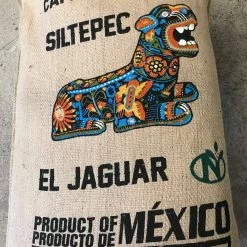 SILTEPEC
EL JAGUAR
PRODUCT OF
PRODUCTO DE
MÉXICO